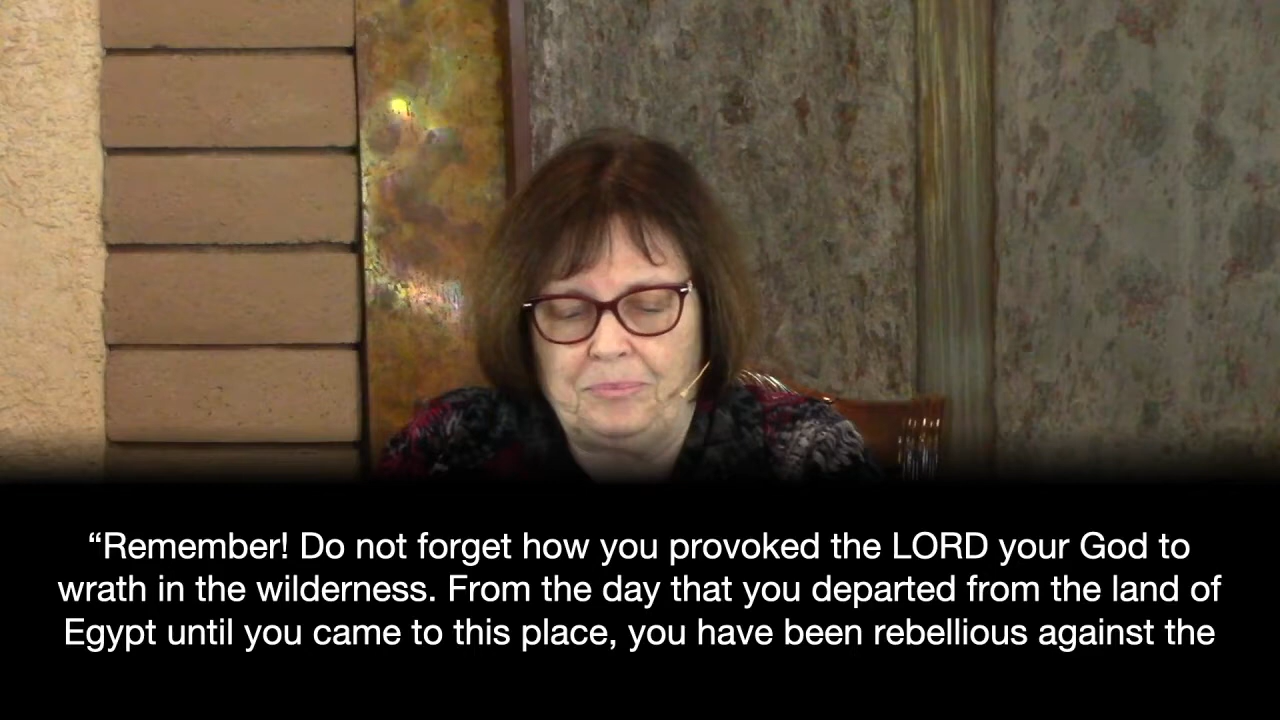 “Remember! Do not forget how you provoked the LORD your God to
wrath in the wilderness. From the day that you departed from the land of
Egypt until you came to this place, you have been rebellious against the